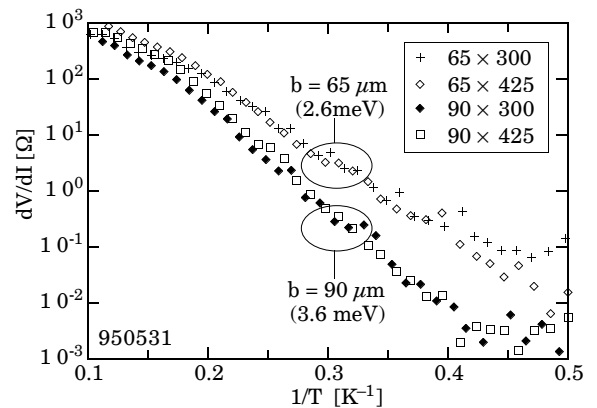 10³
10²
10¹
10⁰
10⁻¹
10⁻²
10⁻³
dV/dI [Ω]
65 × 300
65 × 425
90 × 300
90 × 425
b = 65 μm
(2.6meV)
b = 90 μm
(3.6 meV)
950531
0.1 0.2 0.3 0.4 0.5
1/T [K⁻¹]